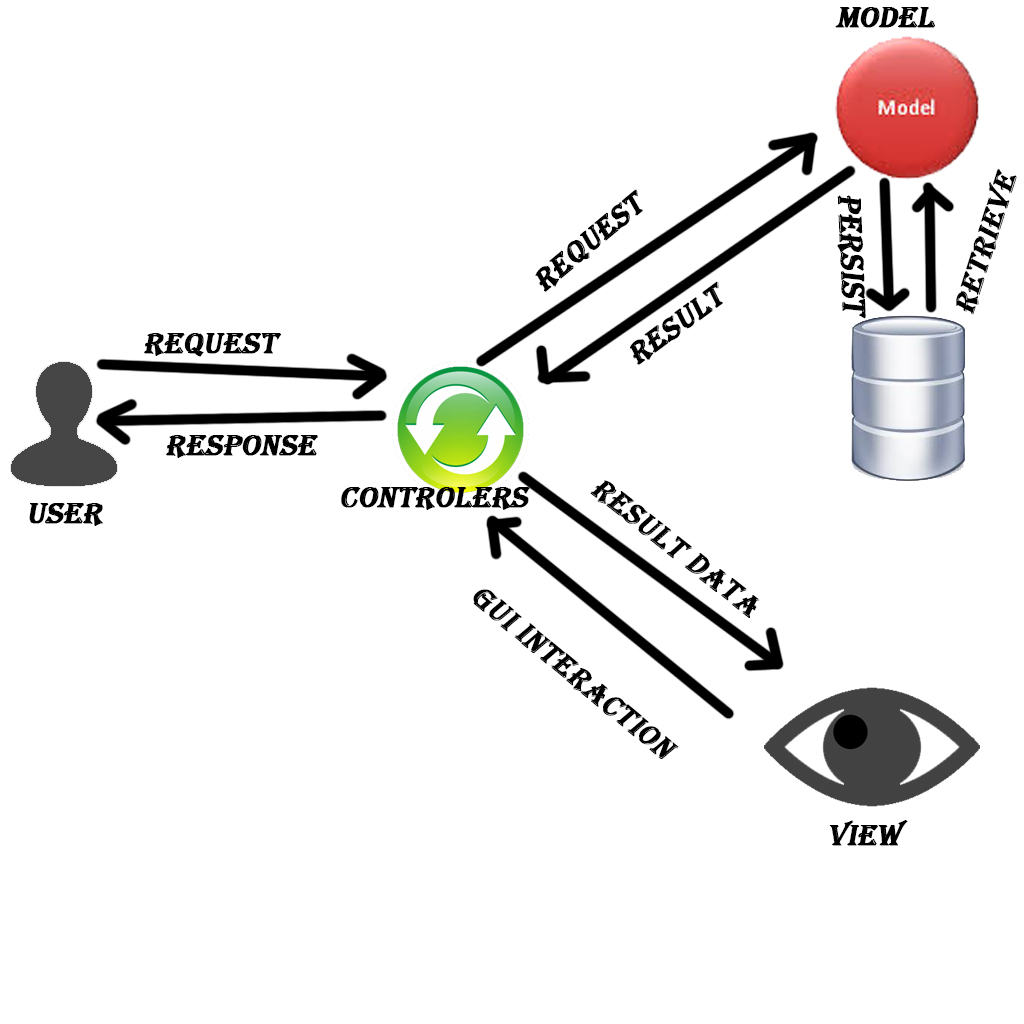 MODEL
Model
REQUEST
RESULT
PERSIST
RETRIEVE
REQUEST
RESPONSE
USER
CONTROLERS
RESULT DATA
GUI INTERACTION
VIEW